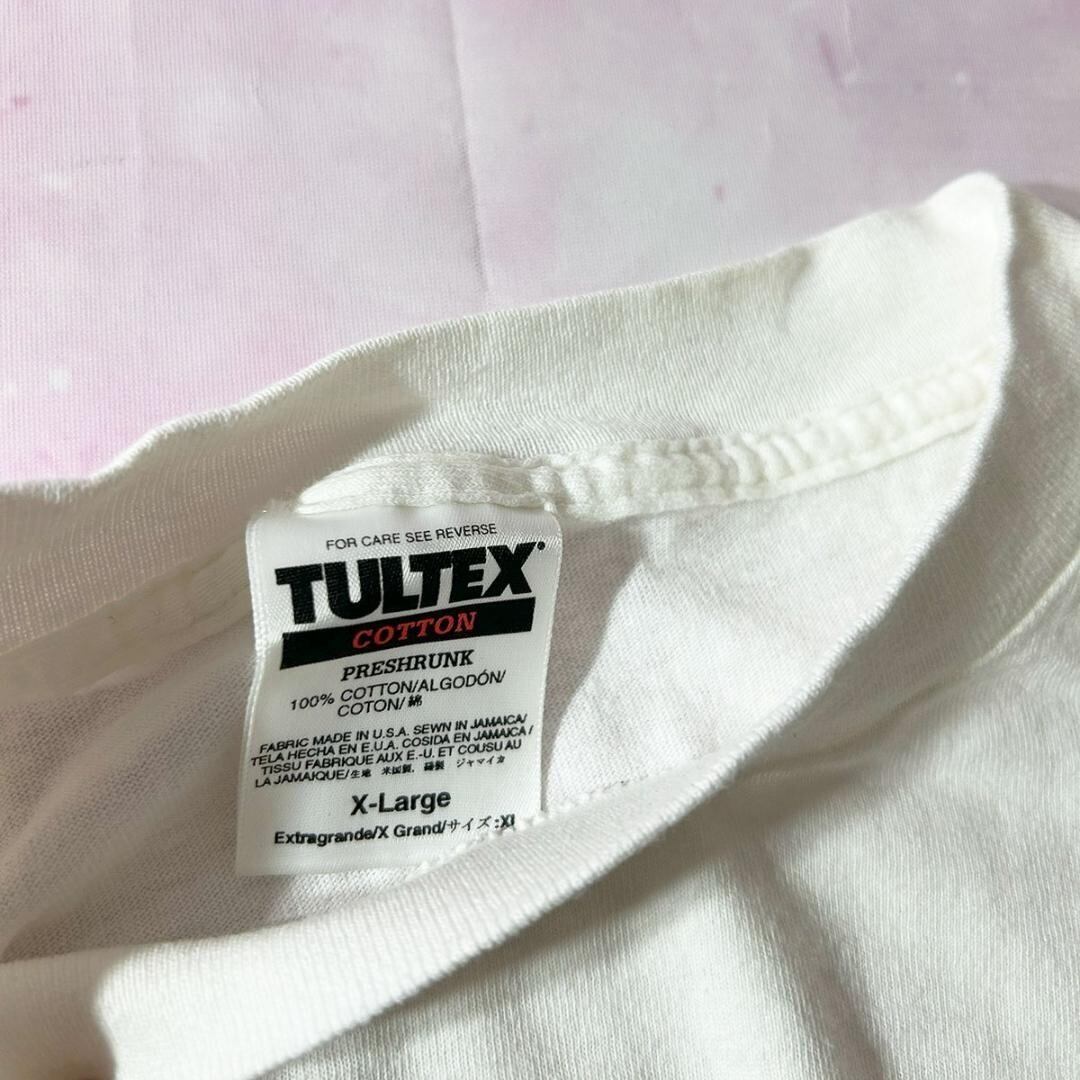 FOR CARE SEE REVERSE
TULTEX
COTTON
PRESHRUNK
100% COTTON/ALGODÓN/
COTON/綿
FABRIC MADE IN U.S.A. SEWN IN JAMAICA/
TELA HECHA EN E.U.A. COSIDA EN JAMAICA/
TISSU FABRIQUE AUX E.-U. ET COUSU AU
LA JAMAIQUE/生地 米国製, 縫製 ジャマイカ
X-Large
Extragrande/X Grand/サイズ:XL